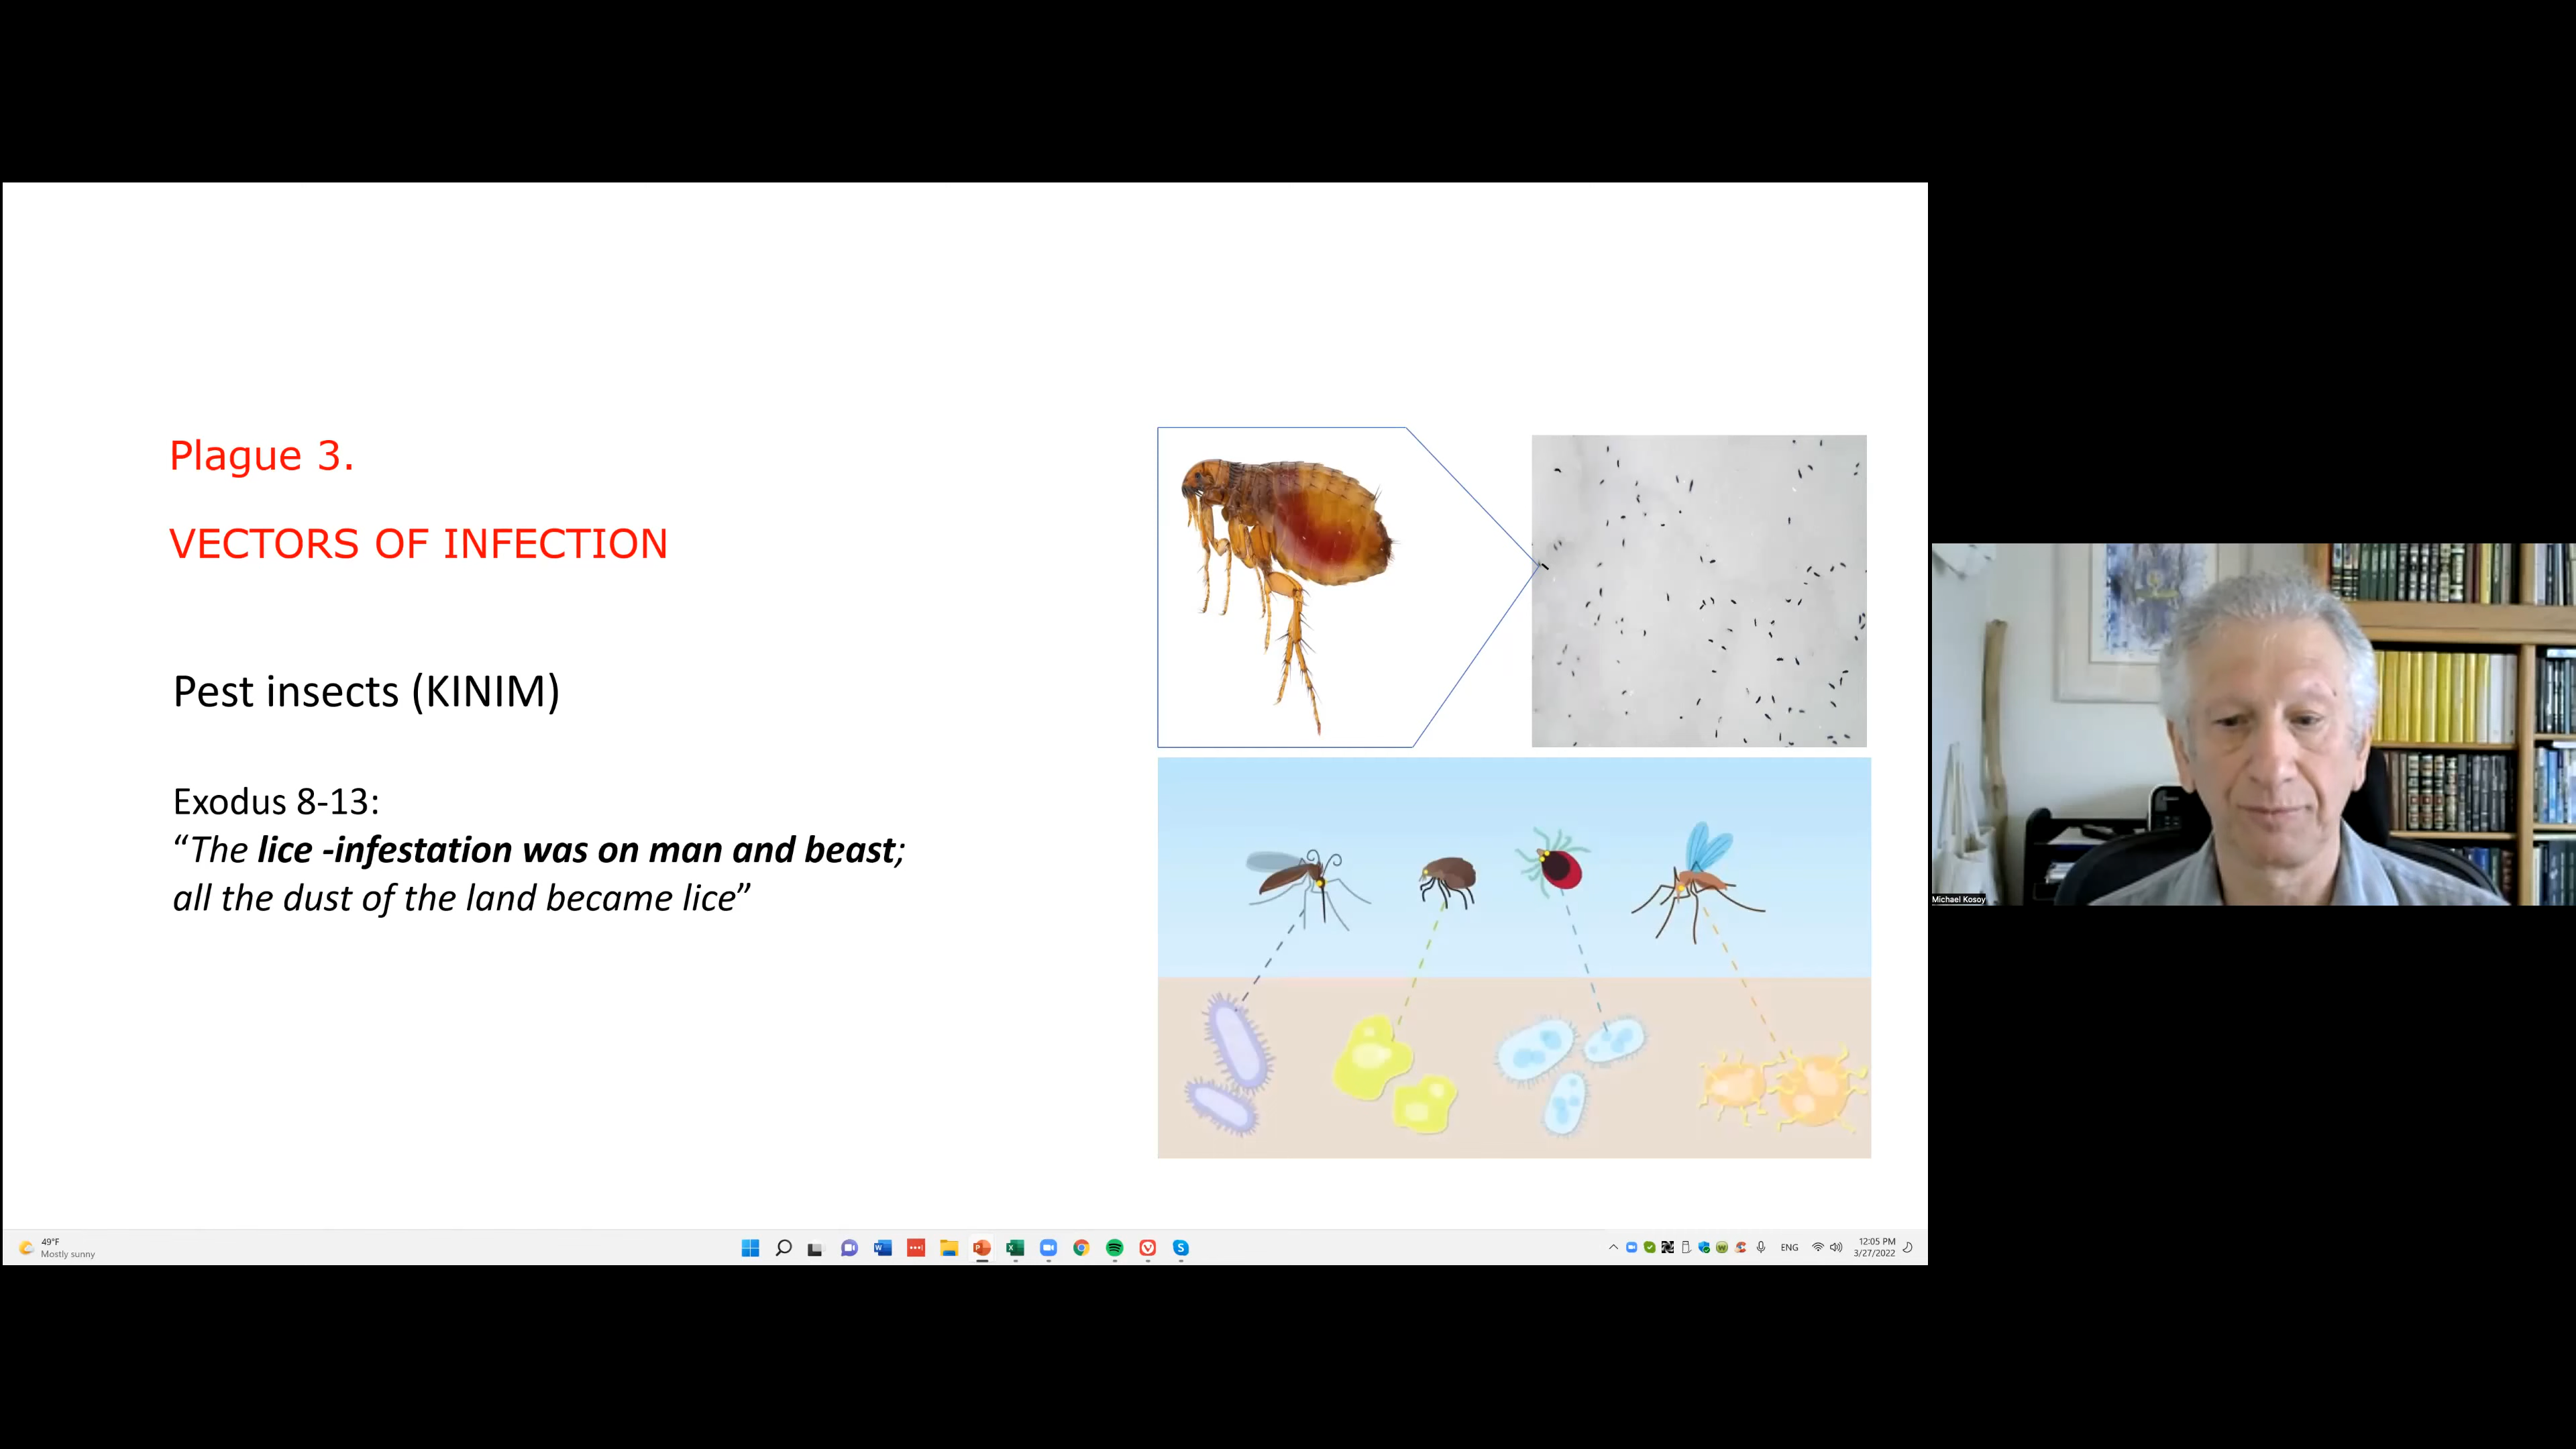 Plague 3.
VECTORS OF INFECTION
Pest insects (KINIM)
Exodus 8-13:
“The lice -infestation was on man and beast;
all the dust of the land became lice”
Michael Kosoy
49°F
Mostly sunny
ENG
12:05 PM
3/27/2022